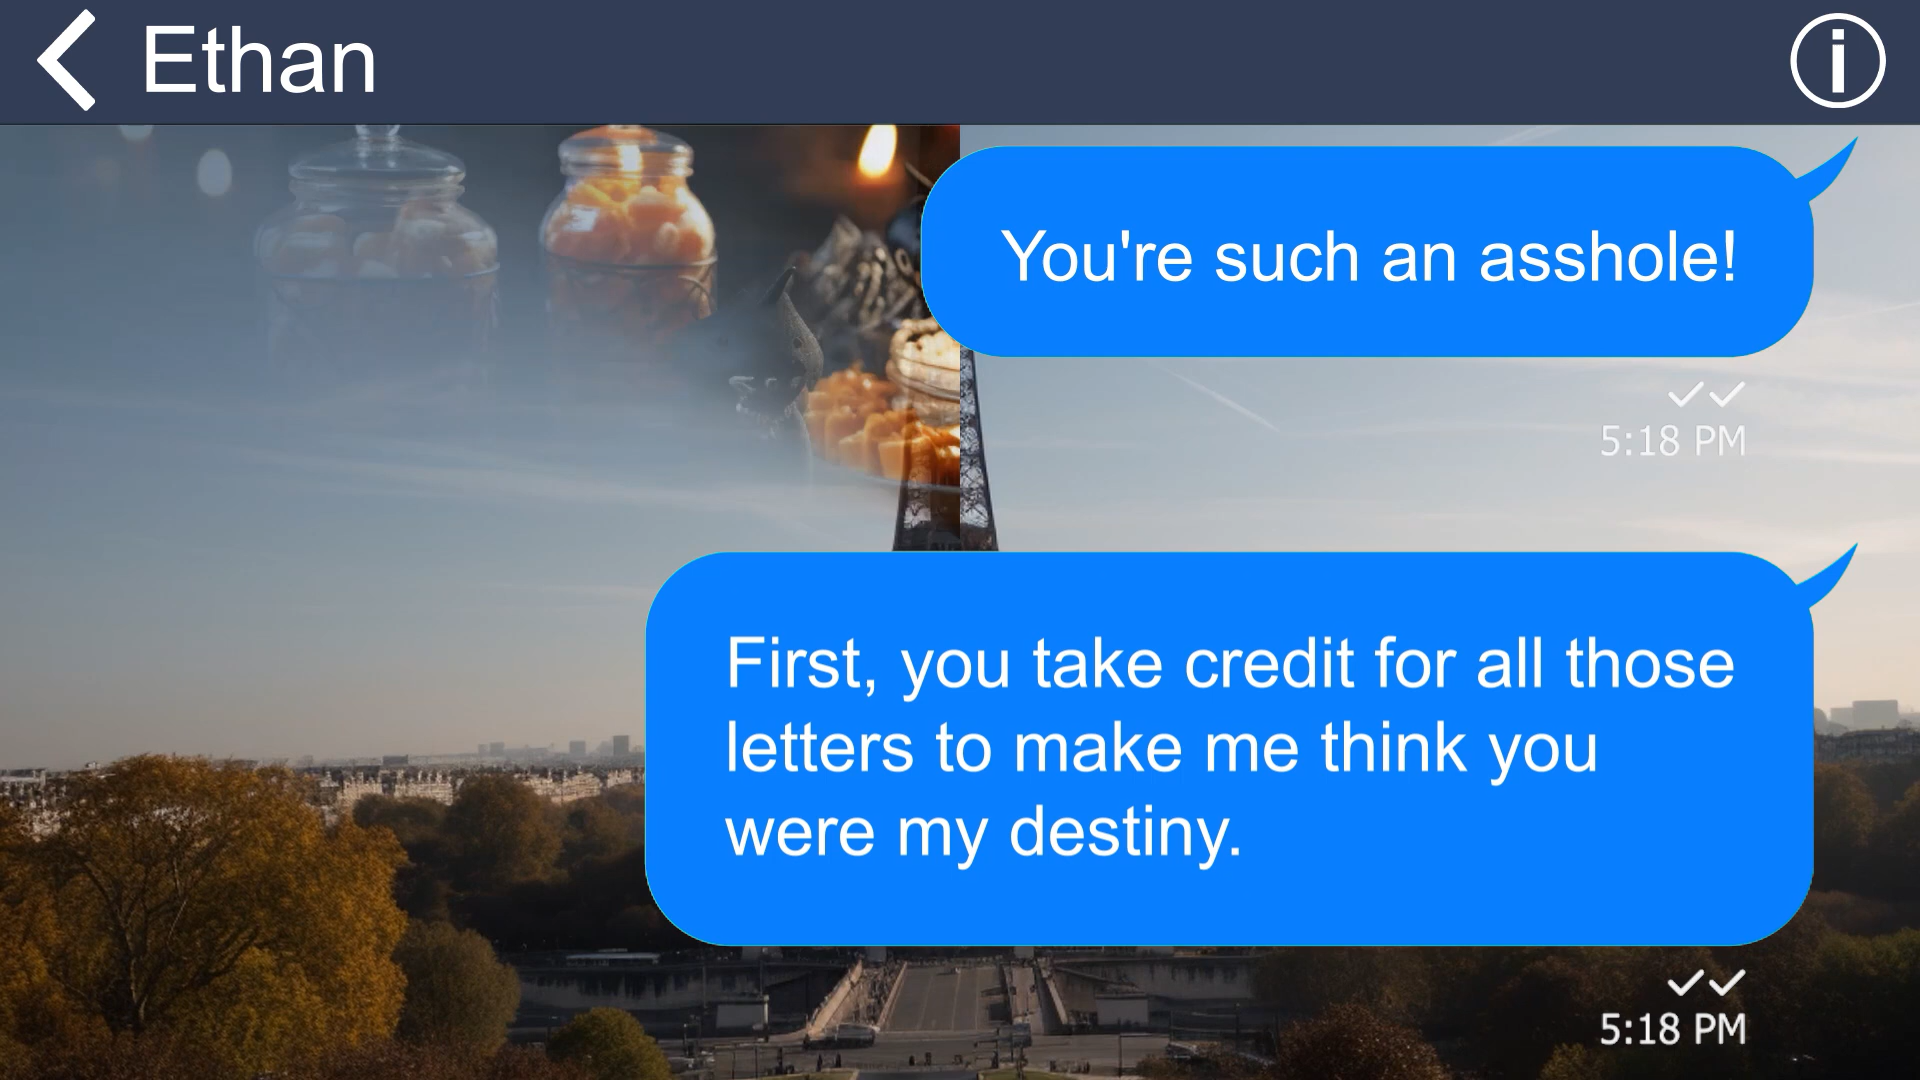 Ethan
You're such an asshole!
5:18 PM
First, you take credit for all those
letters to make me think you
were my destiny.
5:18 PM